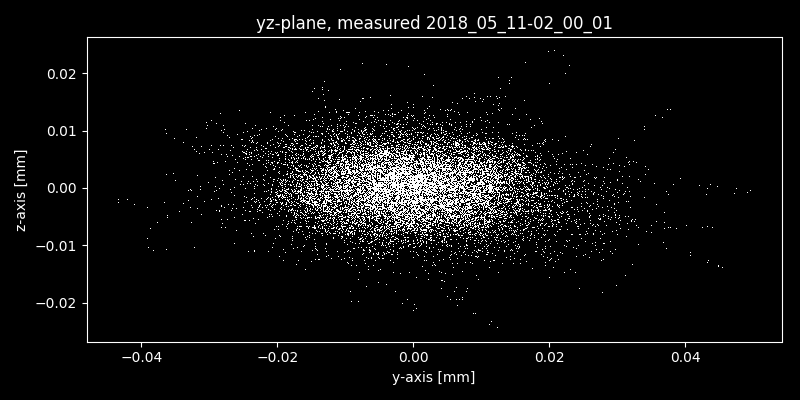 yz-plane, measured 2018_05_11-02_00_01
0.02
0.01
0.00
−0.01
−0.02
z-axis [mm]
−0.04 −0.02 0.00 0.02 0.04
y-axis [mm]